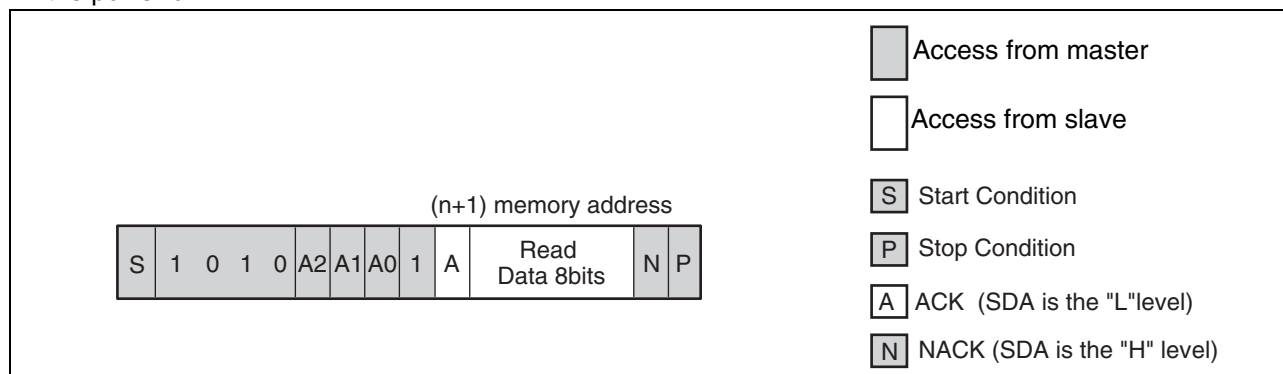 (n+1) memory address
S 1 0 1 0 A2 A1 A0 1 A Read Data 8bits N P
Access from master
Access from slave
S Start Condition
P Stop Condition
A ACK (SDA is the "L"level)
N NACK (SDA is the "H" level)